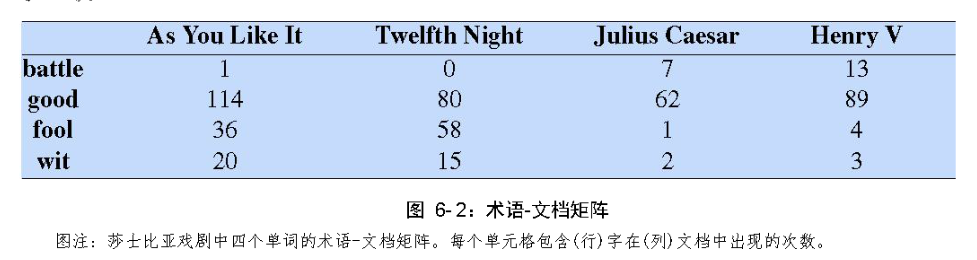 As You Like It Twelfth Night Julius Caesar Henry V
battle 1 0 7 13
good 114 80 62 89
fool 36 58 1 4
wit 20 15 2 3
图 6-2：术语-文档矩阵
图注：莎士比亚戏剧中四个单词的术语-文档矩阵。每个单元格包含(行)字在(列)文档中出现的次数。